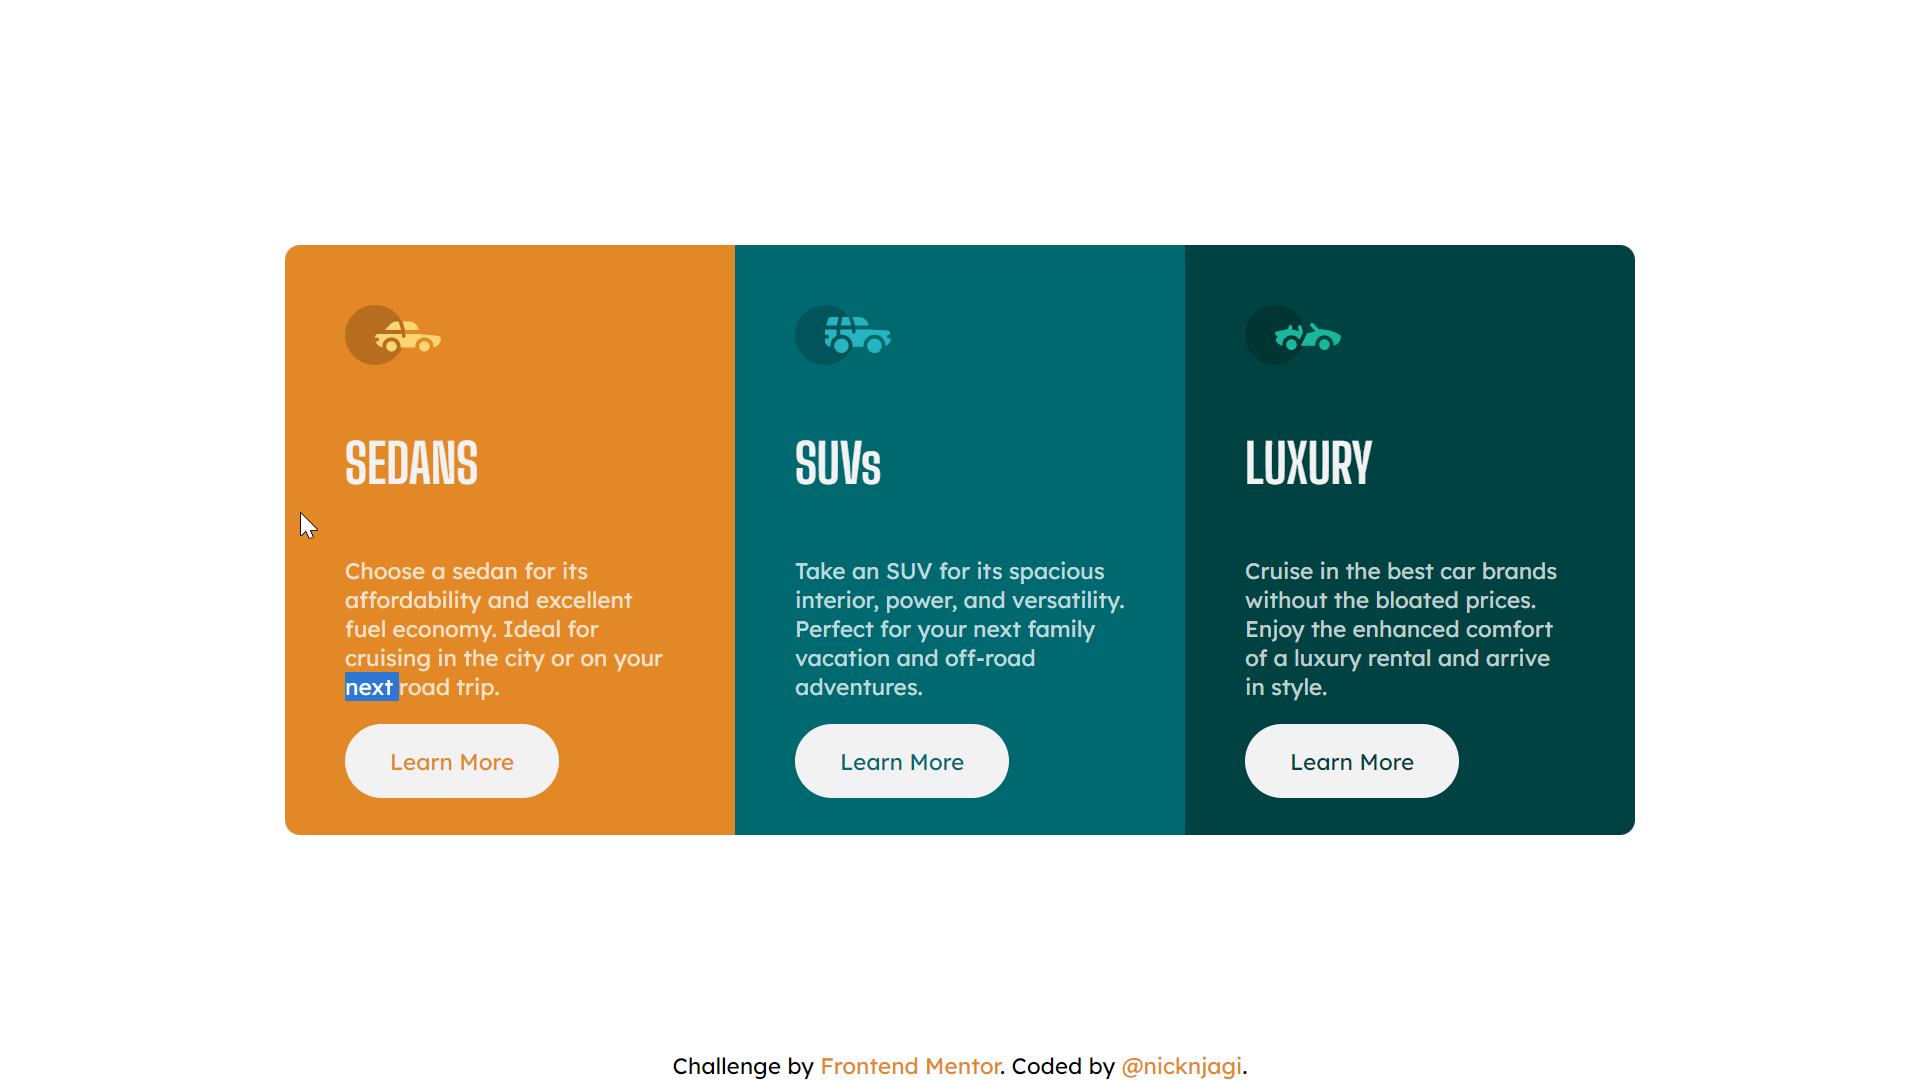 SEDANS
Choose a sedan for its
affordability and excellent
fuel economy. Ideal for
cruising in the city or on your
next road trip.
Learn More
SUVs
Take an SUV for its spacious
interior, power, and versatility.
Perfect for your next family
vacation and off-road
adventures.
Learn More
LUXURY
Cruise in the best car brands
without the bloated prices.
Enjoy the enhanced comfort
of a luxury rental and arrive
in style.
Learn More
Challenge by Frontend Mentor. Coded by @nicknjagi.